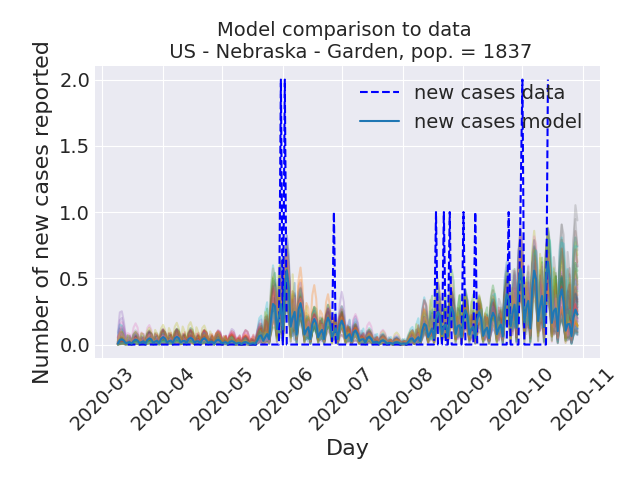 Model comparison to data
US - Nebraska - Garden, pop. = 1837
Number of new cases reported
2.0
1.5
1.0
0.5
0.0
new cases data
new cases model
2020-03
2020-04
2020-05
2020-06
2020-07
2020-08
2020-09
2020-10
2020-11
Day